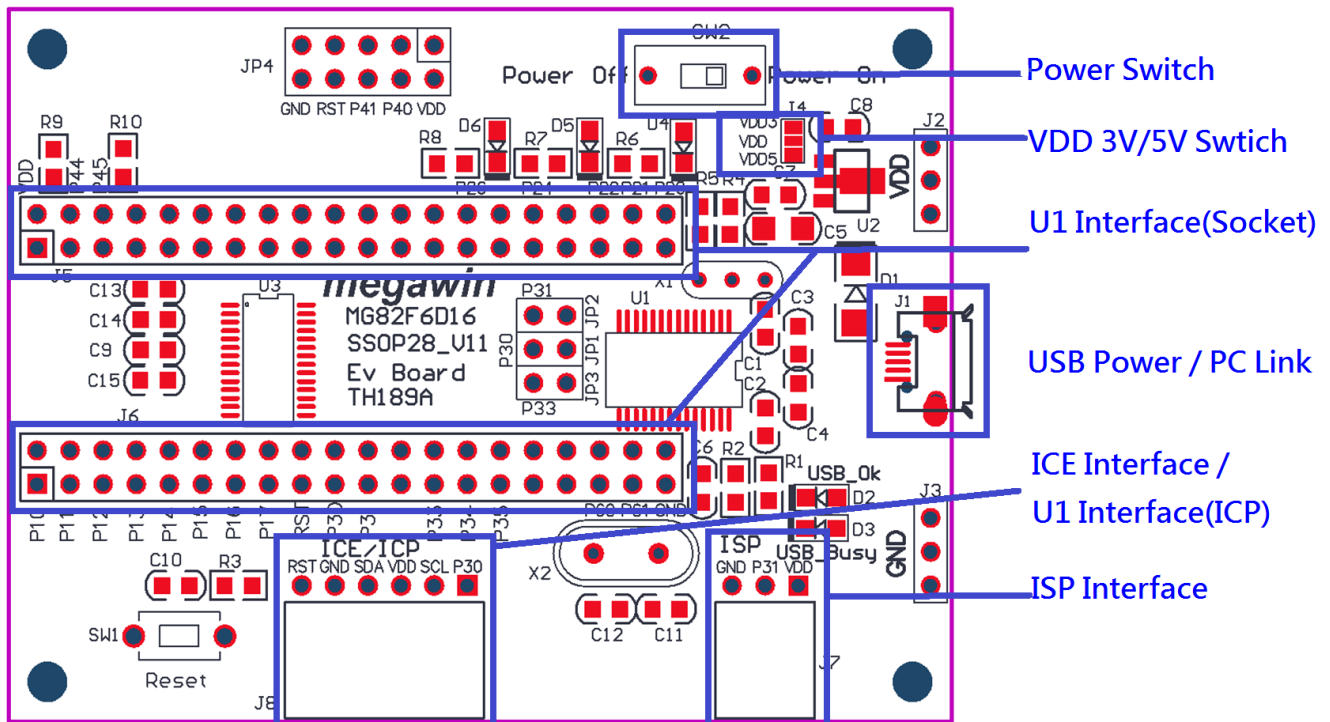 SW2
Power Switch
JP4
Power Off
Power On
GND RST P41 P40 VDD
J4
C8
J2
R9
R10
D6
D5
D4
VDD3
R8
R7
R6
VDD
VDD 3V/5V Swtich
VDD5
VDD
P44
P45
C7
VDD
R5
R4
U1 Interface(Socket)
U2
C5
J5
X1
D1
C13
U3
megawin
P31
JP2
U1
C3
J1
C14
MG82F6D16
C9
SSOP28_V11
P30
JP1
USB Power / PC Link
C15
Ev Board
C1
TH189A
JP3
C2
P33
J6
C4
C6
R2
R1
ICE Interface /
USB_Ok
D2
J3
U1 Interface(ICP)
P10
P11
P12
P13
P14
P15
P16
P17
RST
P30
P33
P34
P35
D3
ICE/ICP
ISP
USB_Busy
GND
C10
R3
RST GND SDA VDD SCL P30
X2
GND P31 VDD
ISP Interface
C12
C11
SW1
Reset
J7
J8